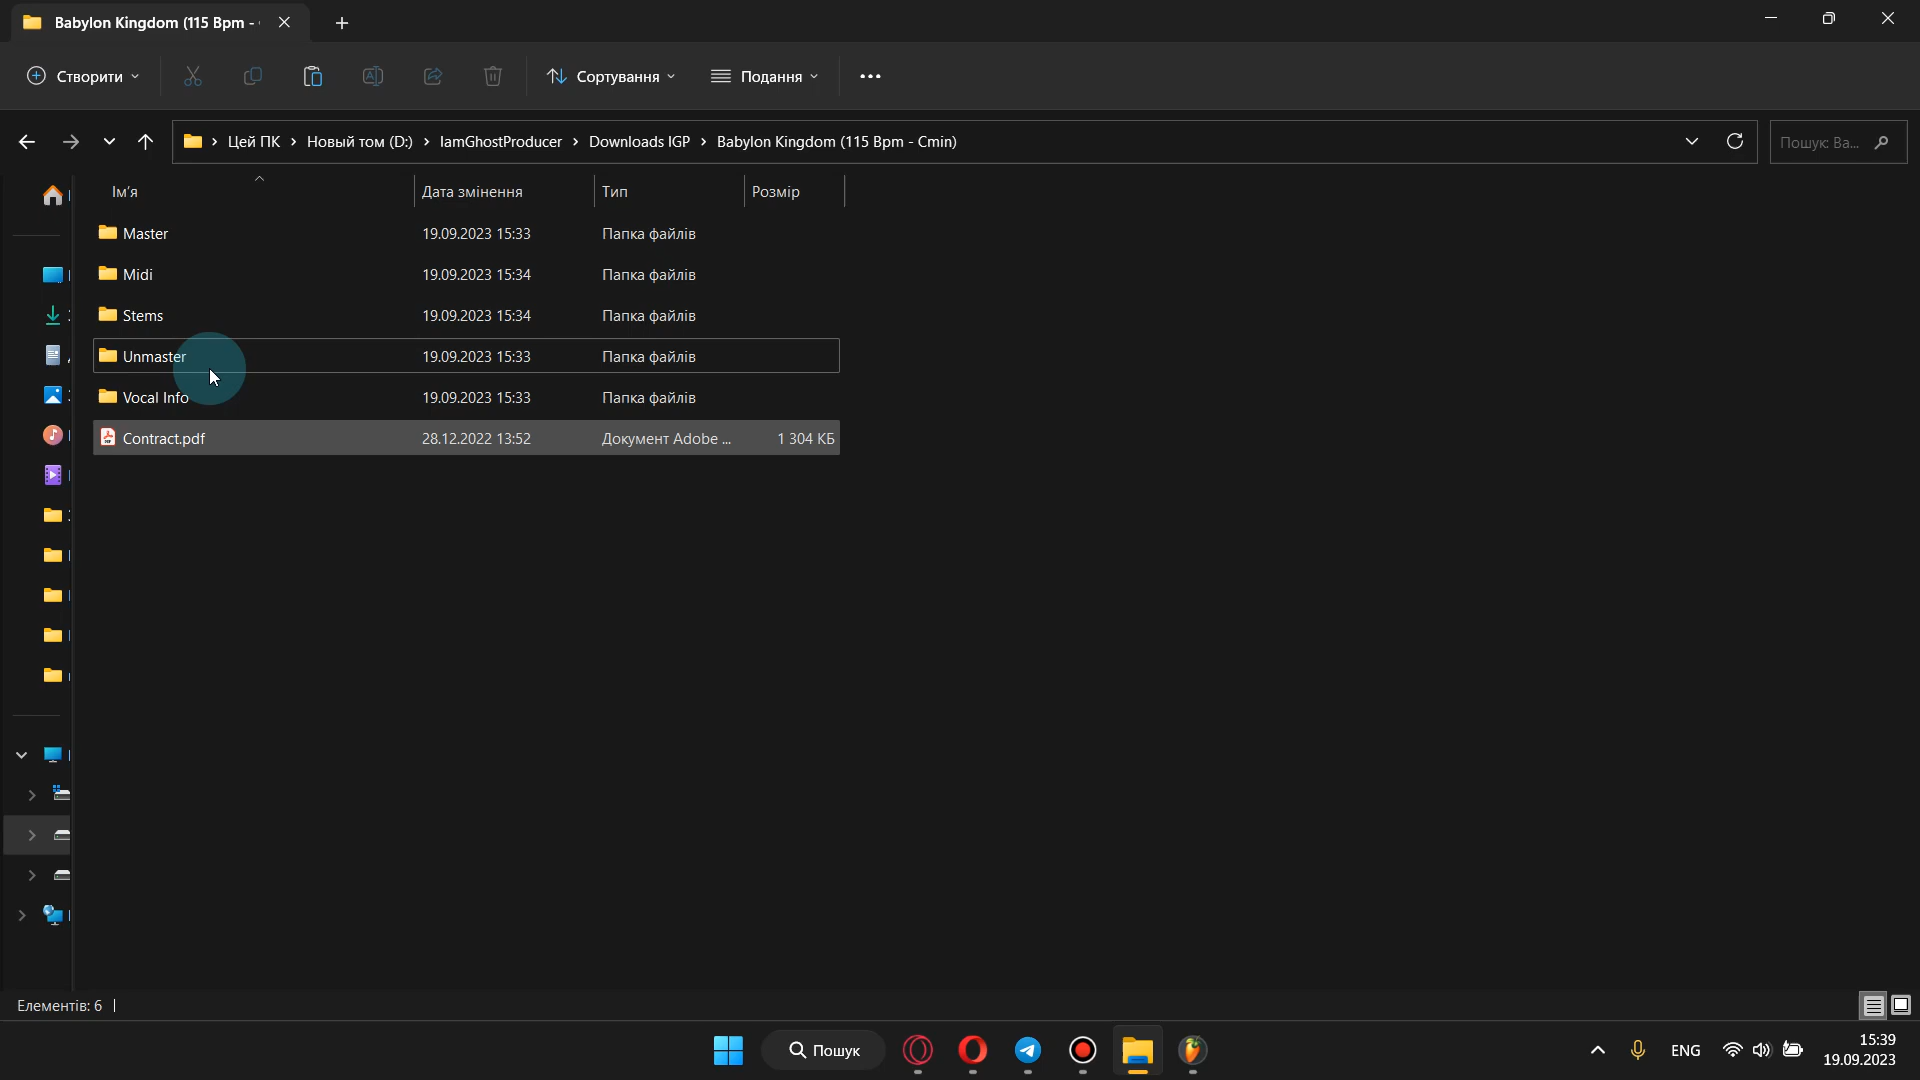 Babylon Kingdom (115 Bpm -
Створити
Сортування
Подання
Цей ПК
Новый том (D:)
IamGhostProducer
Downloads IGP
Babylon Kingdom (115 Bpm - Cmin)
Пошук: Ba...
Ім'я
Дата змінення
Тип
Розмір
Master 19.09.2023 15:33 Папка файлів
Midi 19.09.2023 15:34 Папка файлів
Stems 19.09.2023 15:34 Папка файлів
Unmaster 19.09.2023 15:33 Папка файлів
Vocal Info 19.09.2023 15:33 Папка файлів
Contract.pdf 28.12.2022 13:52 Документ Adobe ... 1 304 КБ
Елементів: 6
Пошук
ENG
15:39
19.09.2023